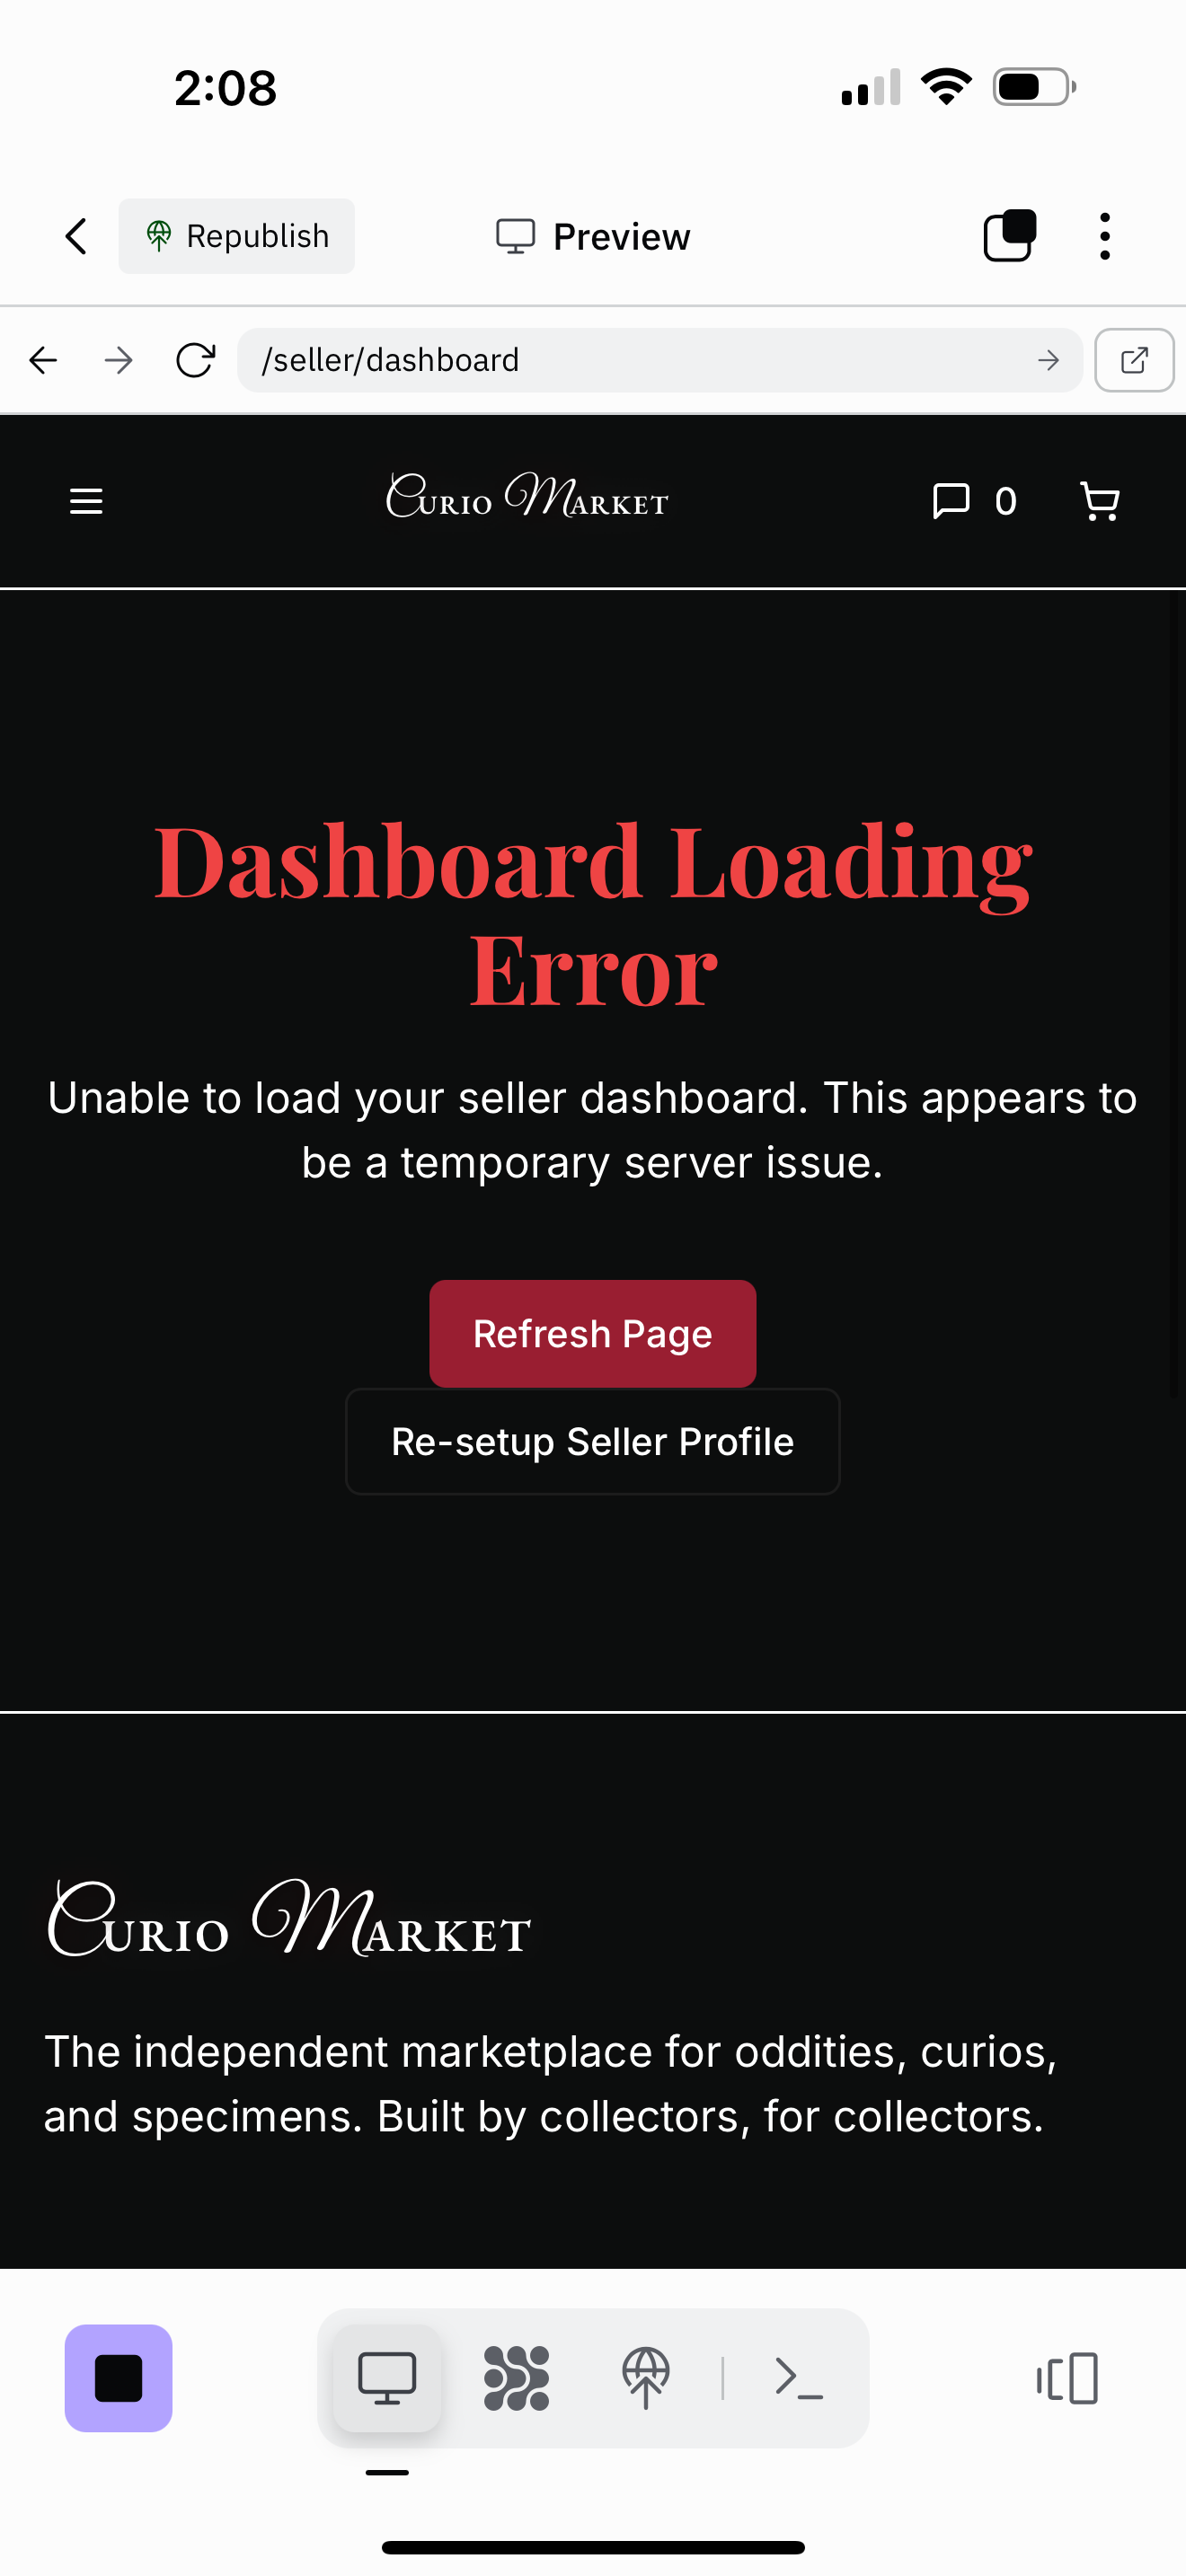 2:08
Republish
Preview
/seller/dashboard
Curio Market
0
Dashboard Loading
Error
Unable to load your seller dashboard. This appears to
be a temporary server issue.
Refresh Page
Re-setup Seller Profile
Curio Market
The independent marketplace for oddities, curios,
and specimens. Built by collectors, for collectors.